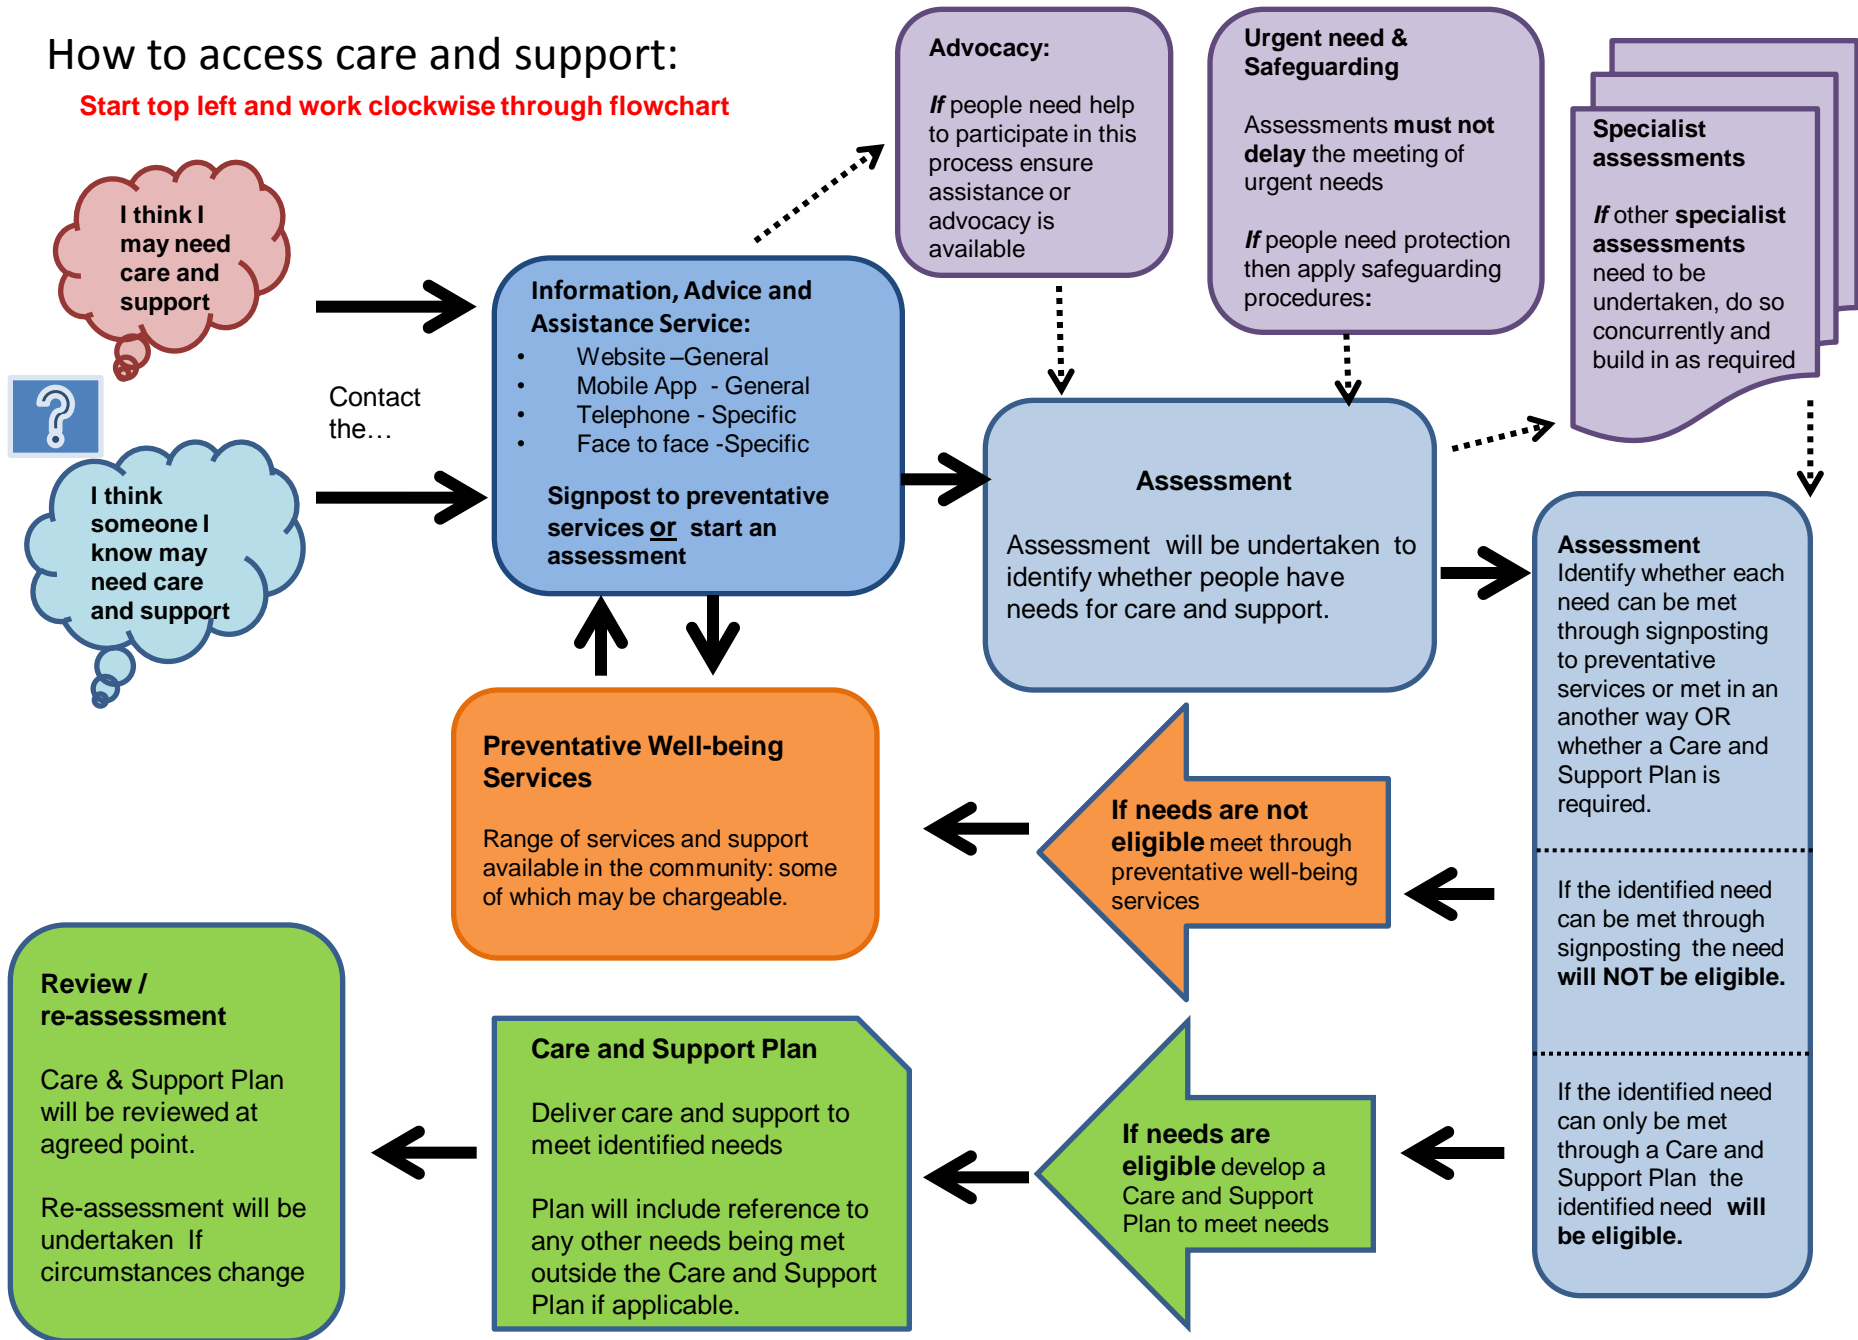 How to access care and support:
Start top left and work clockwise through flowchart
I think I
may need
care and
support
I think
someone I
know may
need care
and support
Contact
the…
Information, Advice and
Assistance Service:
• Website –General
• Mobile App - General
• Telephone - Specific
• Face to face -Specific
Signpost to preventative
services or start an
assessment
Advocacy:
If people need help
to participate in this
process ensure
assistance or
advocacy is
available
Urgent need &
Safeguarding
Assessments must not
delay the meeting of
urgent needs
If people need protection
then apply safeguarding
procedures:
Specialist
assessments
If other specialist
assessments
need to be
undertaken, do so
concurrently and
build in as required
Assessment
Assessment will be undertaken to
identify whether people have
needs for care and support.
Assessment
Identify whether each
need can be met
through signposting
to preventative
services or met in an
another way OR
whether a Care and
Support Plan is
required.
If the identified need
can be met through
signposting the need
will NOT be eligible.
If the identified need
can only be met
through a Care and
Support Plan the
identified need will
be eligible.
If needs are not
eligible meet through
preventative well-being
services
Preventative Well-being
Services
Range of services and support
available in the community: some
of which may be chargeable.
If needs are
eligible develop a
Care and Support
Plan to meet needs
Care and Support Plan
Deliver care and support to
meet identified needs
Plan will include reference to
any other needs being met
outside the Care and Support
Plan if applicable.
Review /
re-assessment
Care & Support Plan
will be reviewed at
agreed point.
Re-assessment will be
undertaken If
circumstances change